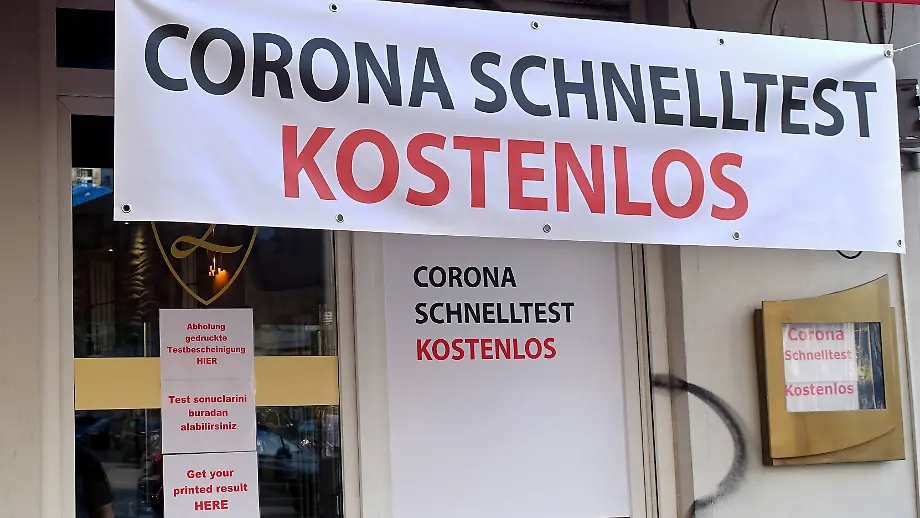 CORONA SCHNELLTEST
KOSTENLOS
CORONA
SCHNELLTEST
KOSTENLOS
Corona
Schnelltest
Kostenlos
Abholung
gedruckte
Testbescheinigung
HIER
Test sonuclarini
buradan
alabilirsiniz
Get your
printed result
HERE